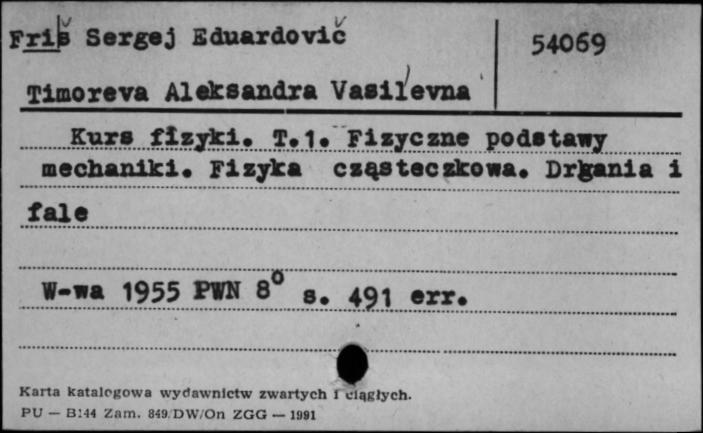 Friš Sergej Eduardovič
54069
Timoreva Aleksandra Vasil'evna
Kurs fizyki. T.1. Fizyczne podstawy
mechaniki. Fizyka cząsteczkowa. Drgania i
fale
W-wa 1955 PWN 8° s. 491 err.
Karta katalogowa wydawnictw zwartych i ciągłych.
PU — B144 Zam. 849/DW/On ZGG — 1991